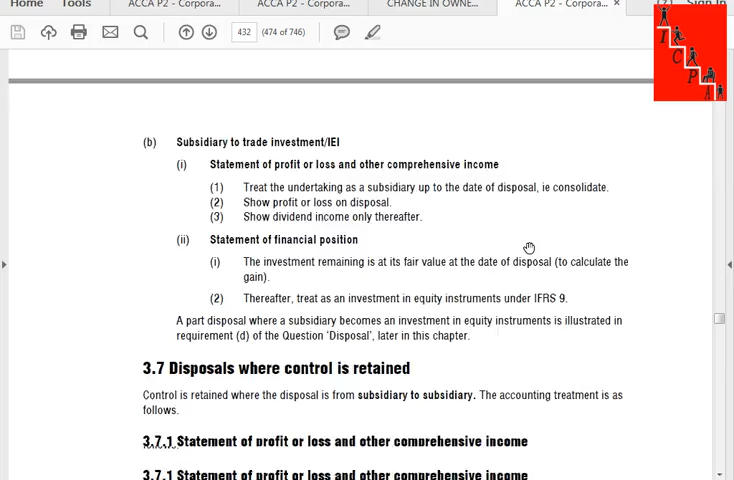 Home Tools ACCA P2 - Corpora... ACCA P2 - Corpora... CHANGE IN OWNE... ACCA P2 - Corpora... × Sign In
432 (474 of 746)
I
C
P
A
(b) Subsidiary to trade investment/IEI
(i) Statement of profit or loss and other comprehensive income
(1) Treat the undertaking as a subsidiary up to the date of disposal, ie consolidate.
(2) Show profit or loss on disposal.
(3) Show dividend income only thereafter.
(ii) Statement of financial position
(i) The investment remaining is at its fair value at the date of disposal (to calculate the
gain).
(2) Thereafter, treat as an investment in equity instruments under IFRS 9.
A part disposal where a subsidiary becomes an investment in equity instruments is illustrated in
requirement (d) of the Question ‘Disposal’, later in this chapter.
3.7 Disposals where control is retained
Control is retained where the disposal is from subsidiary to subsidiary. The accounting treatment is as
follows.
3.7.1 Statement of profit or loss and other comprehensive income
3.7.1 Statement of profit or loss and other comprehensive income